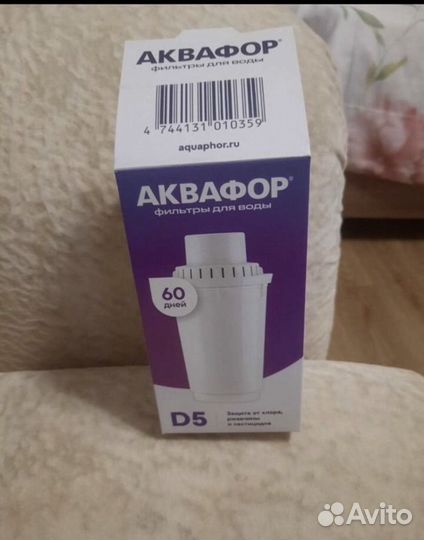 АКВАФОР®
фильтры для воды
4 744131 010359
aquaphor.ru
АКВАФОР®
фильтры для воды
60
дней
D5
Защита от хлора,
ржавчины
и пестицидов
Avito